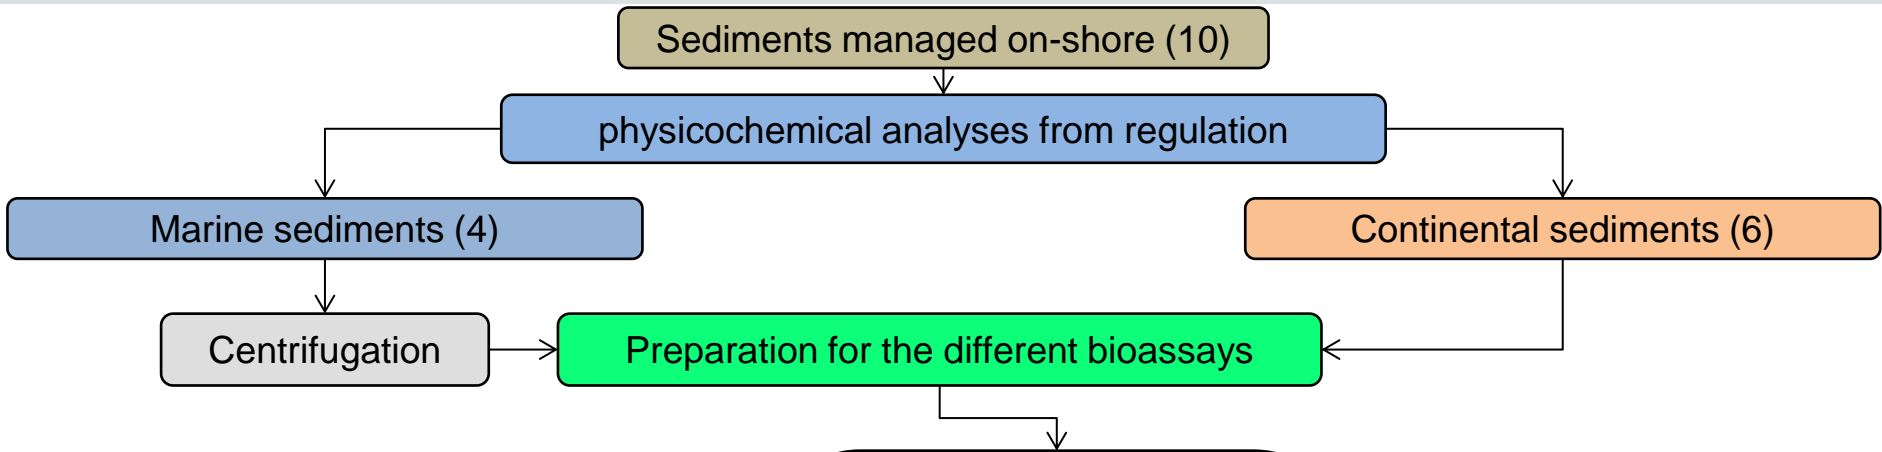 Sediments managed on-shore (10)
physicochemical analyses from regulation
Marine sediments (4)
Continental sediments (6)
Centrifugation
Preparation for the different bioassays